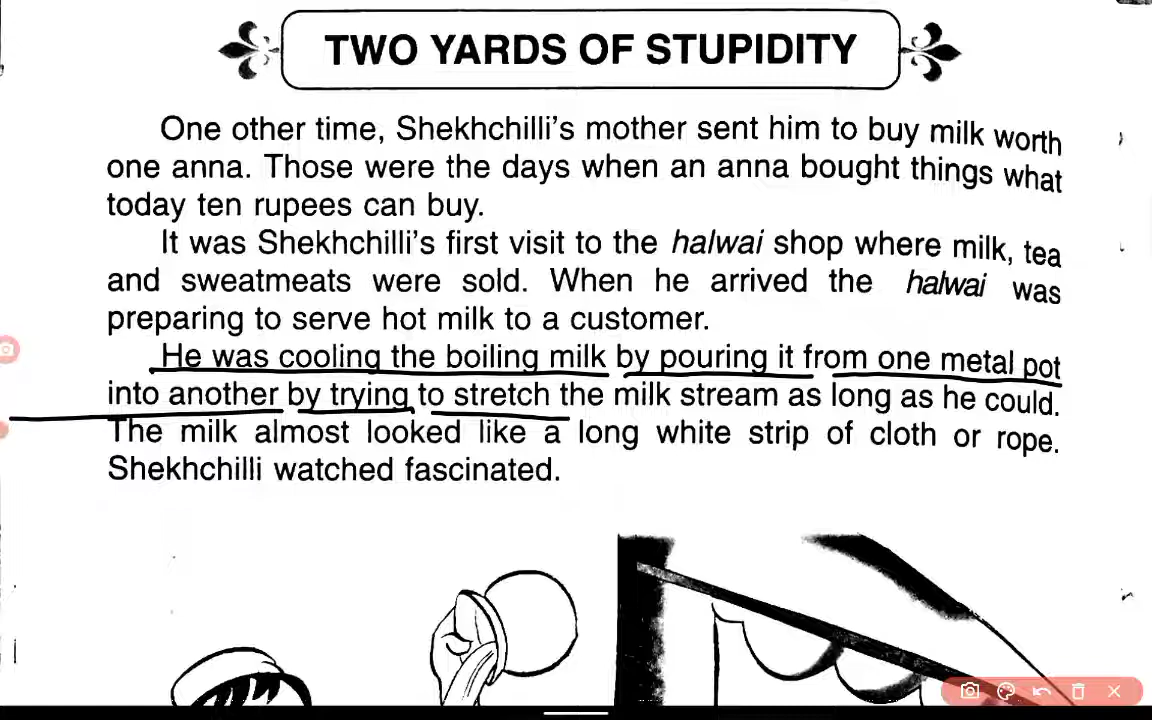 TWO YARDS OF STUPIDITY
One other time, Shekhchilli's mother sent him to buy milk worth
one anna. Those were the days when an anna bought things what
today ten rupees can buy.
It was Shekhchilli's first visit to the halwai shop where milk, tea
and sweatmeats were sold. When he arrived the halwai was
preparing to serve hot milk to a customer.
He was cooling the boiling milk by pouring it from one metal pot
into another by trying to stretch the milk stream as long as he could.
The milk almost looked like a long white strip of cloth or rope.
Shekhchilli watched fascinated.